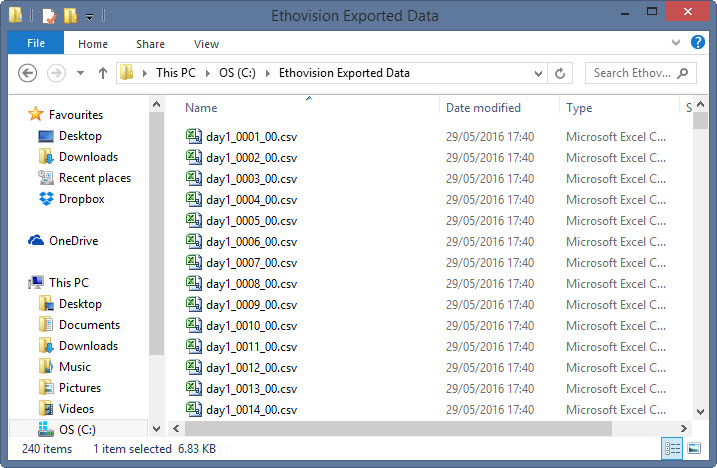 Ethovision Exported Data
File Home Share View
This PC OS (C:) Ethovision Exported Data Search Ethov...
Favourites
Desktop
Downloads
Recent places
Dropbox
OneDrive
This PC
Desktop
Documents
Downloads
Music
Pictures
Videos
OS (C:)
Name Date modified Type S
day1_0001_00.csv 29/05/2016 17:40 Microsoft Excel C...
day1_0002_00.csv 29/05/2016 17:40 Microsoft Excel C...
day1_0003_00.csv 29/05/2016 17:40 Microsoft Excel C...
day1_0004_00.csv 29/05/2016 17:40 Microsoft Excel C...
day1_0005_00.csv 29/05/2016 17:40 Microsoft Excel C...
day1_0006_00.csv 29/05/2016 17:40 Microsoft Excel C...
day1_0007_00.csv 29/05/2016 17:40 Microsoft Excel C...
day1_0008_00.csv 29/05/2016 17:40 Microsoft Excel C...
day1_0009_00.csv 29/05/2016 17:40 Microsoft Excel C...
day1_0010_00.csv 29/05/2016 17:40 Microsoft Excel C...
day1_0011_00.csv 29/05/2016 17:40 Microsoft Excel C...
day1_0012_00.csv 29/05/2016 17:40 Microsoft Excel C...
day1_0013_00.csv 29/05/2016 17:40 Microsoft Excel C...
day1_0014_00.csv 29/05/2016 17:40 Microsoft Excel C...
240 items 1 item selected 6.83 KB